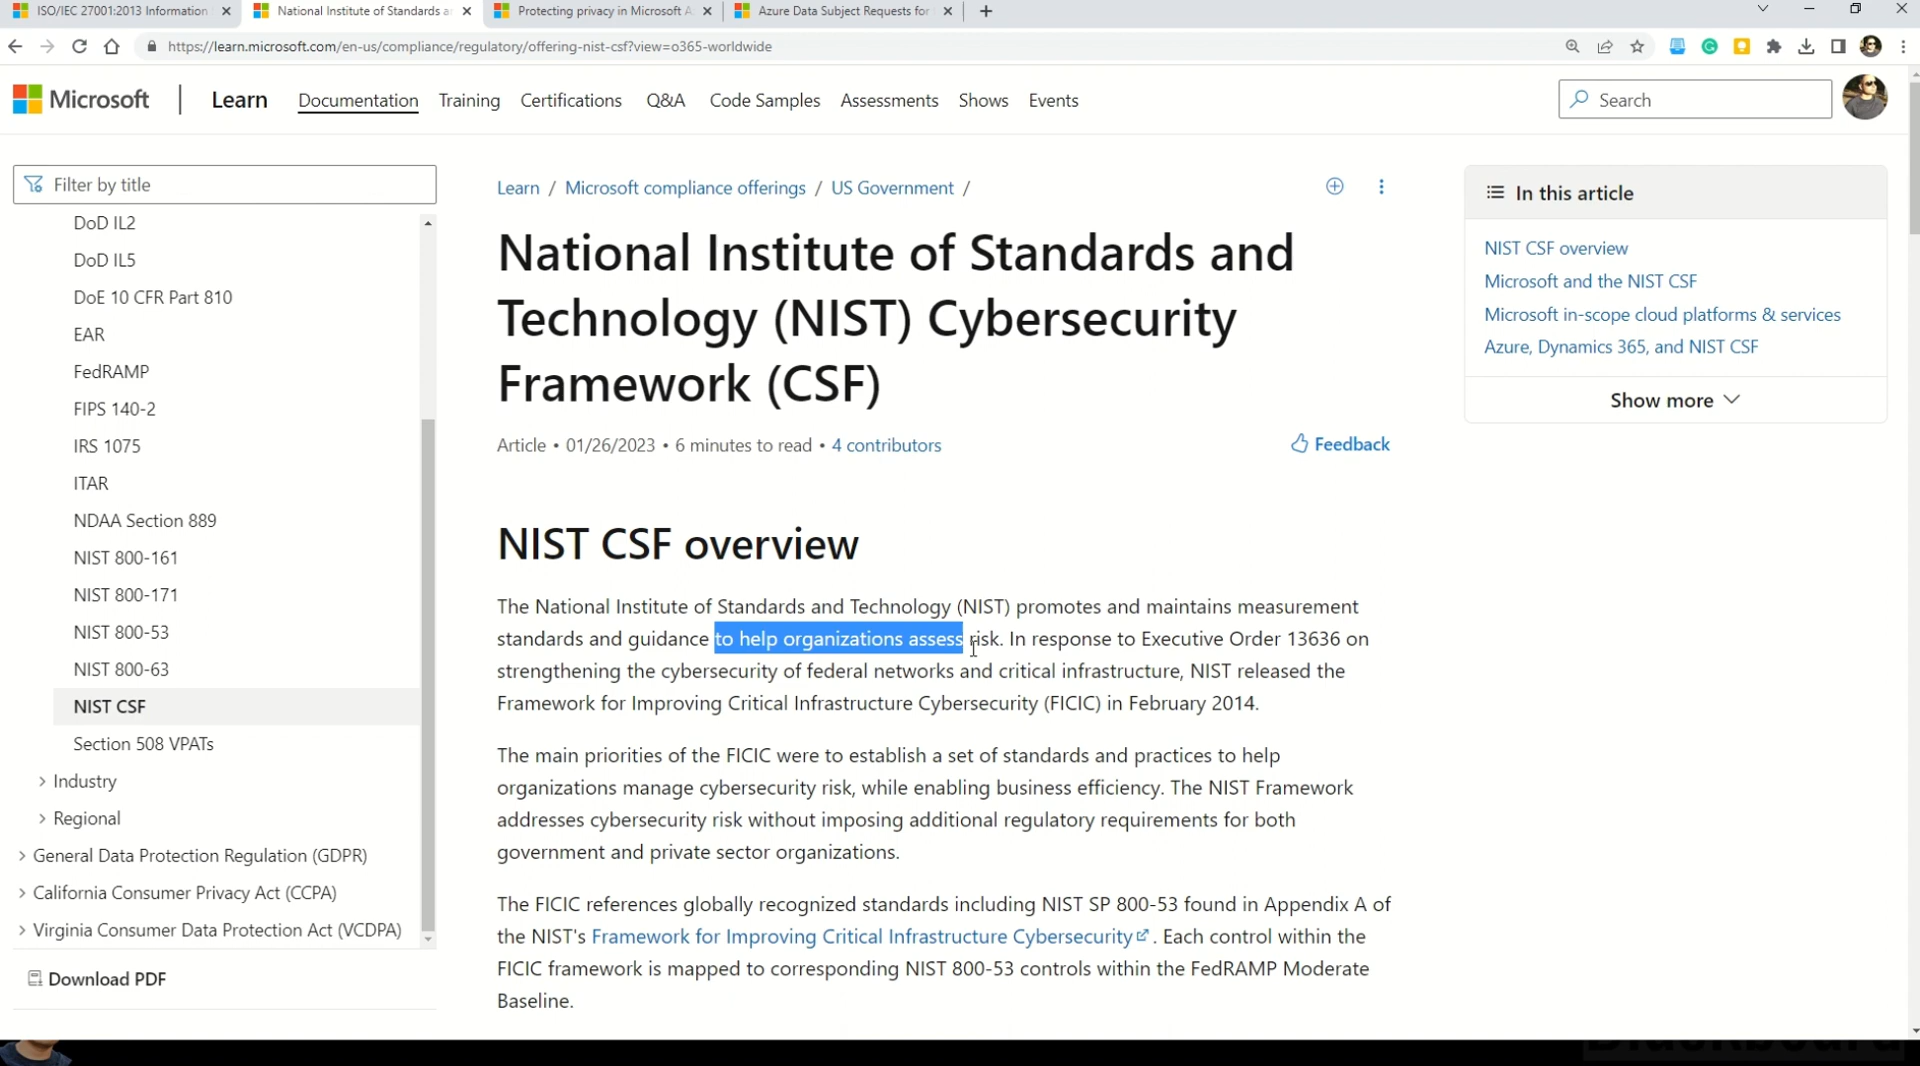 ISO/IEC 27001:2013 Information
National Institute of Standards a
Protecting privacy in Microsoft A
Azure Data Subject Requests for
https://learn.microsoft.com/en-us/compliance/regulatory/offering-nist-csf?view=o365-worldwide
Microsoft
Learn
Documentation
Training
Certifications
Q&A
Code Samples
Assessments
Shows
Events
Search
Filter by title
DoD IL2
DoD IL5
DoE 10 CFR Part 810
EAR
FedRAMP
FIPS 140-2
IRS 1075
ITAR
NDAA Section 889
NIST 800-161
NIST 800-171
NIST 800-53
NIST 800-63
NIST CSF
Section 508 VPATs
Industry
Regional
General Data Protection Regulation (GDPR)
California Consumer Privacy Act (CCPA)
Virginia Consumer Data Protection Act (VCDPA)
Download PDF
Learn / Microsoft compliance offerings / US Government /
National Institute of Standards and
Technology (NIST) Cybersecurity
Framework (CSF)
Article • 01/26/2023 • 6 minutes to read • 4 contributors
Feedback
NIST CSF overview
The National Institute of Standards and Technology (NIST) promotes and maintains measurement
standards and guidance to help organizations assess risk. In response to Executive Order 13636 on
strengthening the cybersecurity of federal networks and critical infrastructure, NIST released the
Framework for Improving Critical Infrastructure Cybersecurity (FICIC) in February 2014.
The main priorities of the FICIC were to establish a set of standards and practices to help
organizations manage cybersecurity risk, while enabling business efficiency. The NIST Framework
addresses cybersecurity risk without imposing additional regulatory requirements for both
government and private sector organizations.
The FICIC references globally recognized standards including NIST SP 800-53 found in Appendix A of
the NIST's Framework for Improving Critical Infrastructure Cybersecurity. Each control within the
FICIC framework is mapped to corresponding NIST 800-53 controls within the FedRAMP Moderate
Baseline.
In this article
NIST CSF overview
Microsoft and the NIST CSF
Microsoft in-scope cloud platforms & services
Azure, Dynamics 365, and NIST CSF
Show more